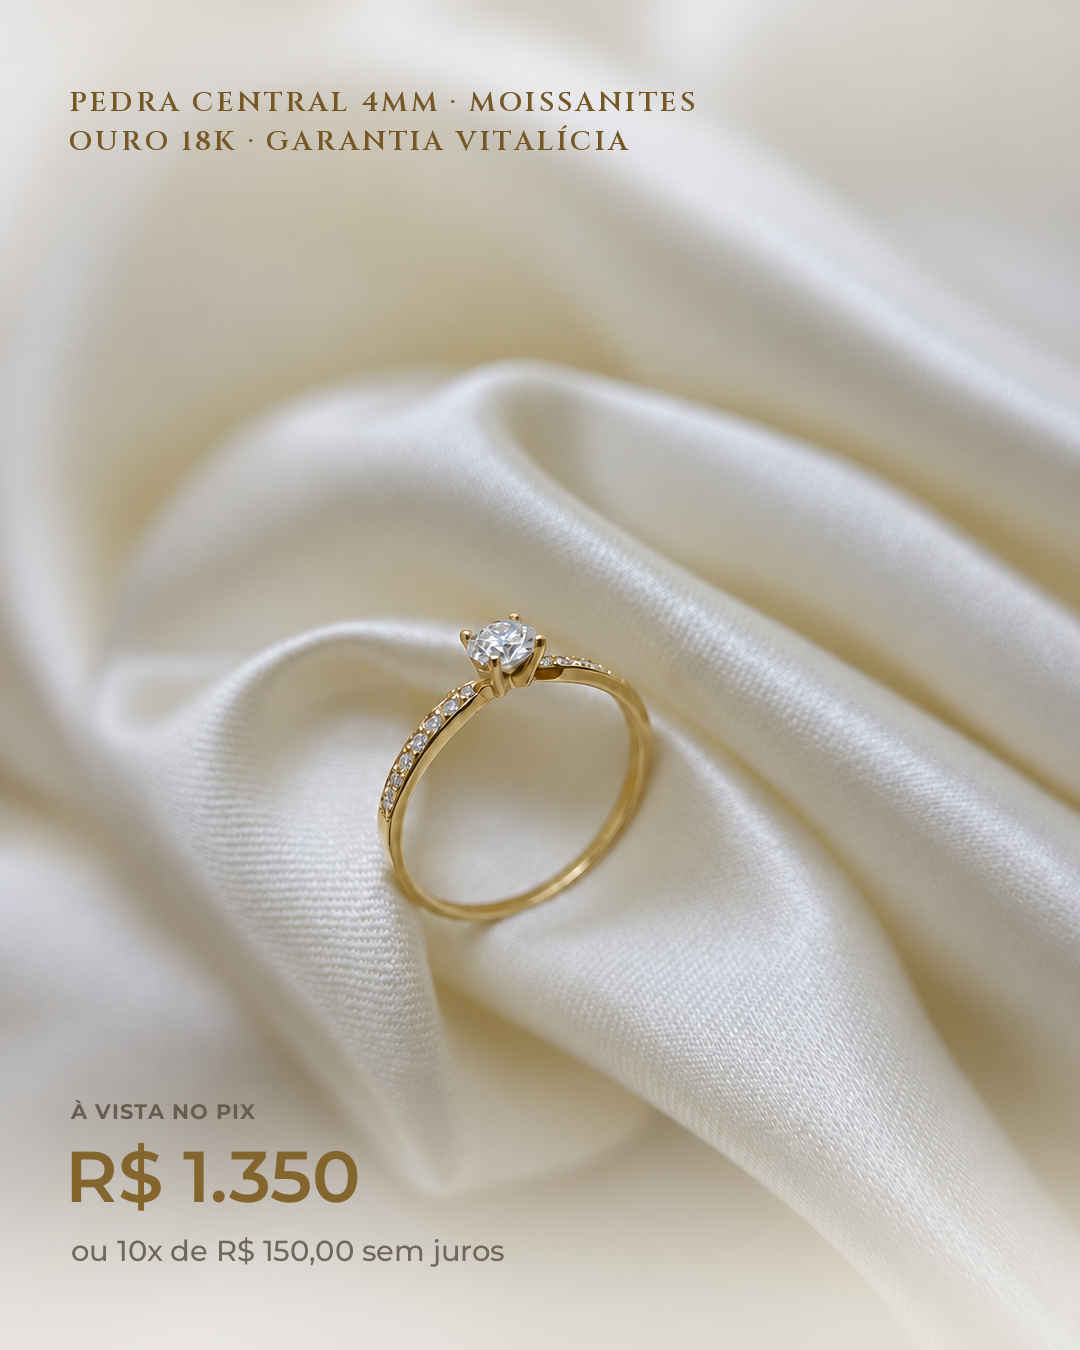 PEDRA CENTRAL 4MM · MOISSANITES
OURO 18K · GARANTIA VITALÍCIA
À VISTA NO PIX
R$ 1.350
ou 10x de R$ 150,00 sem juros